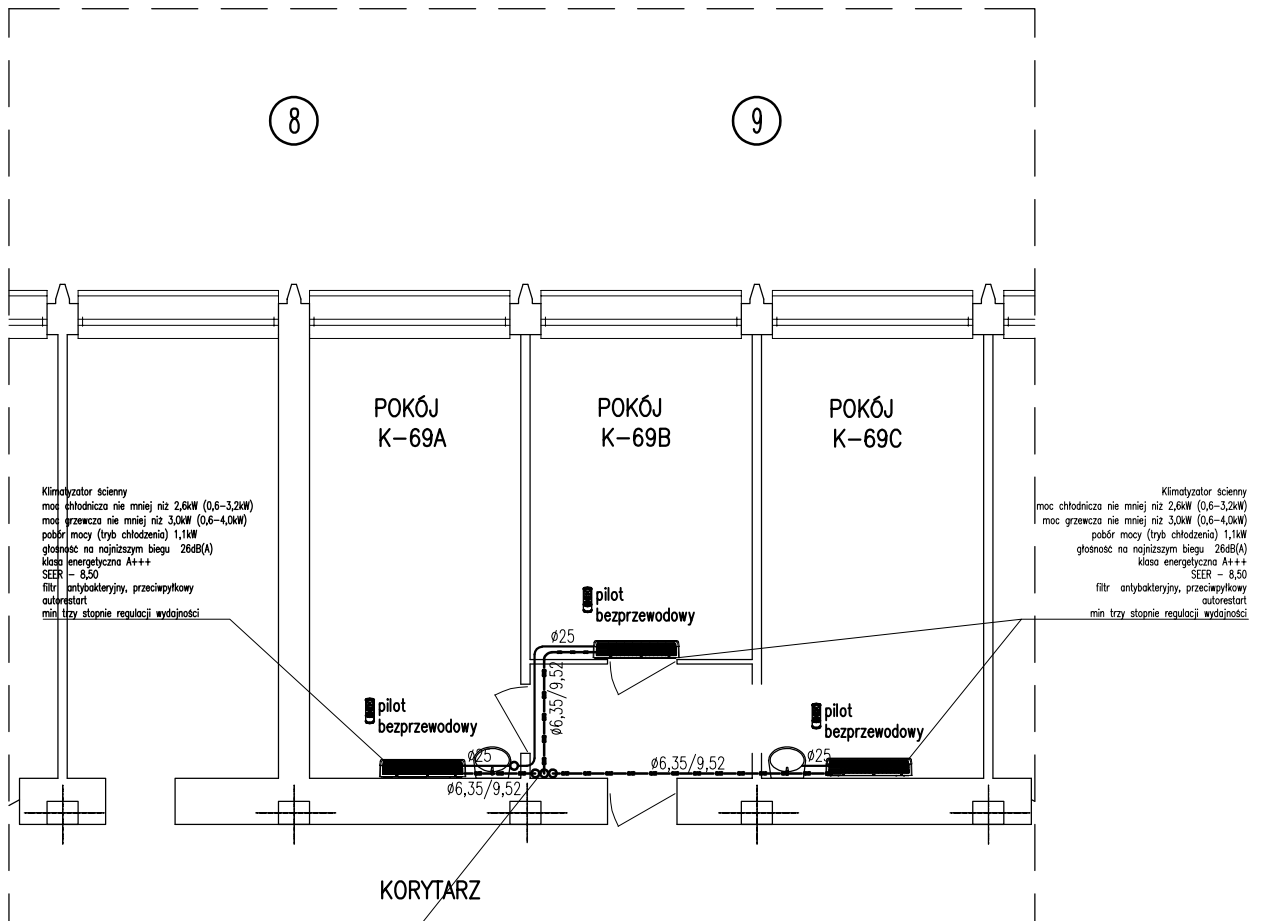 8
9
POKÓJ
K-69A
POKÓJ
K-69B
POKÓJ
K-69C
Klimatyzator ścienny
moc chłodnicza nie mniej niż 2,6kW (0,6-3,2kW)
moc grzewcza nie mniej niż 3,0kW (0,6-4,0kW)
pobór mocy (tryb chłodzenia) 1,1kW
głosność na najniższym biegu 26dB(A)
klasa energetyczna A+++
SEER - 8,50
filtr antybakteryjny, przeciwpyłkowy
autorestart
min trzy stopnie regulacji wydajności
Klimatyzator ścienny
moc chłodnicza nie mniej niż 2,6kW (0,6-3,2kW)
moc grzewcza nie mniej niż 3,0kW (0,6-4,0kW)
pobór mocy (tryb chłodzenia) 1,1kW
głosność na najniższym biegu 26dB(A)
klasa energetyczna A+++
SEER - 8,50
filtr antybakteryjny, przeciwpyłkowy
autorestart
min trzy stopnie regulacji wydajności
pilot
bezprzewodowy
ø25
ø6,35/9,52
pilot
bezprzewodowy
pilot
bezprzewodowy
ø25
ø6,35/9,52
ø6,35/9,52
ø25
KORYTARZ